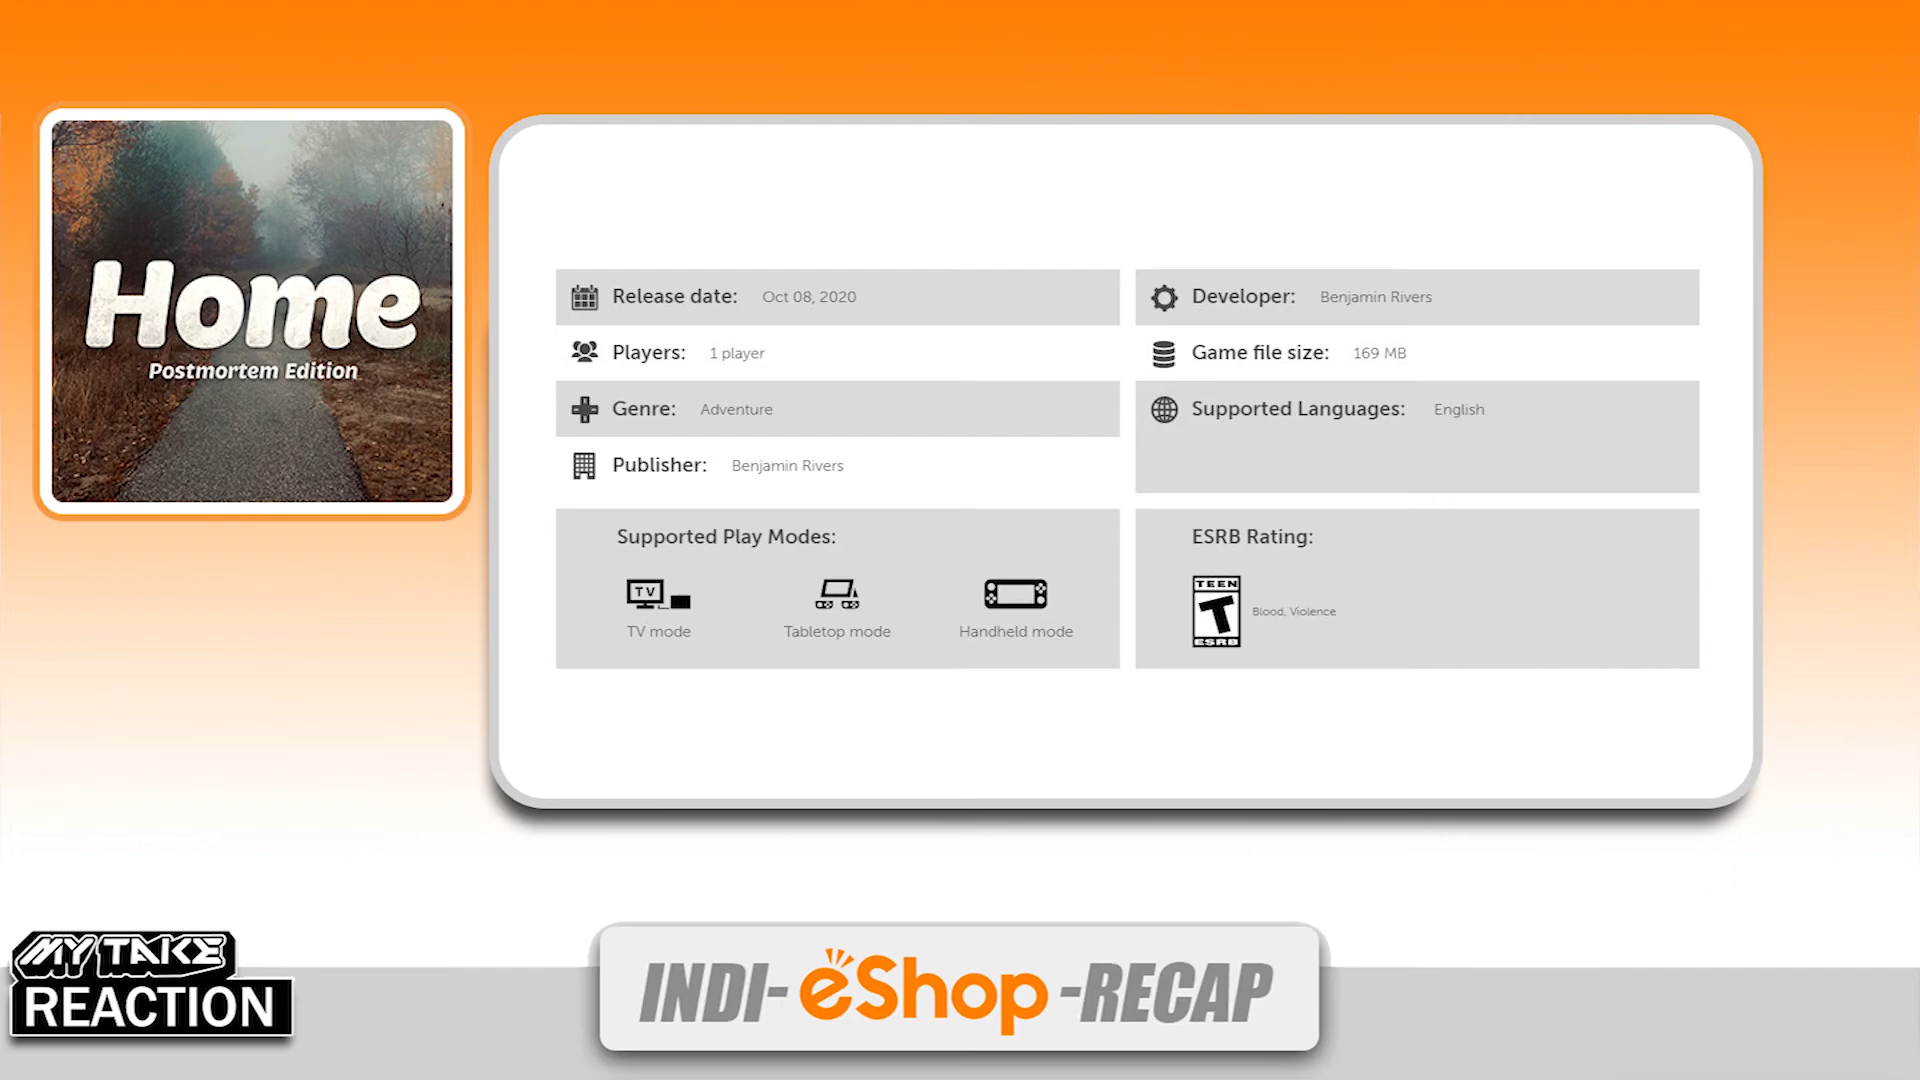 Home
Postmortem Edition
Release date: Oct 08, 2020
Players: 1 player
Genre: Adventure
Publisher: Benjamin Rivers
Developer: Benjamin Rivers
Game file size: 169 MB
Supported Languages: English
Supported Play Modes:
TV
TV mode
Tabletop mode
Handheld mode
ESRB Rating:
TEEN
T
ESRB
Blood, Violence
MY TAKE
REACTION
INDI-eShop-RECAP